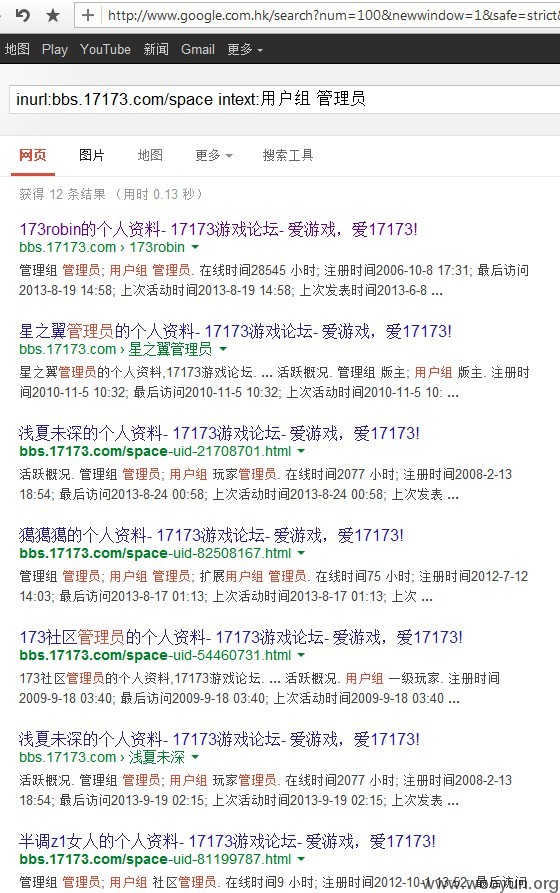 http://www.google.com.hk/search?num=100&newwindow=1&safe=strict&
地图 Play YouTube 新闻 Gmail 更多
inurl:bbs.17173.com/space intext:用户组 管理员
网页 图片 地图 更多 搜索工具
获得 12 条结果 （用时 0.13 秒）
173robin的个人资料- 17173游戏论坛- 爱游戏，爱17173!
bbs.17173.com › 173robin
管理组 管理员; 用户组 管理员. 在线时间28545 小时; 注册时间2006-10-8 17:31; 最后访问
2013-8-19 14:58; 上次活动时间2013-8-19 14:58; 上次发表时间2013-6-8 ...
星之翼管理员的个人资料- 17173游戏论坛- 爱游戏，爱17173!
bbs.17173.com › 星之翼管理员
星之翼管理员的个人资料,17173游戏论坛. ... 活跃概况. 管理组 版主; 用户组 版主. 注册时
间2010-11-5 10:32; 最后访问2010-11-5 10:32; 上次活动时间2010-11-5 10: ...
浅夏未深的个人资料- 17173游戏论坛- 爱游戏，爱17173!
bbs.17173.com/space-uid-21708701.html
活跃概况. 管理组 管理员; 用户组 玩家管理员. 在线时间2077 小时; 注册时间2008-2-13
18:54; 最后访问2013-8-24 00:58; 上次活动时间2013-8-24 00:58; 上次发表 ...
的个人资料- 17173游戏论坛- 爱游戏，爱17173!
bbs.17173.com/space-uid-82508167.html
管理组 管理员; 用户组 管理员; 扩展用户组 管理员. 在线时间75 小时; 注册时间2012-7-12
14:03; 最后访问2013-8-17 01:13; 上次活动时间2013-8-17 01:13; 上次 ...
173社区管理员的个人资料- 17173游戏论坛- 爱游戏，爱17173!
bbs.17173.com/space-uid-54460731.html
173社区管理员的个人资料,17173游戏论坛. ... 活跃概况. 用户组 一级玩家. 注册时间
2009-9-18 03:40; 最后访问2009-9-18 03:40; 上次活动时间2009-9-18 03:40 ...
浅夏未深的个人资料- 17173游戏论坛- 爱游戏，爱17173!
bbs.17173.com › 浅夏未深
活跃概况. 管理组 管理员; 用户组 玩家管理员. 在线时间2077 小时; 注册时间2008-2-13
18:54; 最后访问2013-9-19 02:15; 上次活动时间2013-9-19 02:15; 上次发表 ...
半调z1女人的个人资料- 17173游戏论坛- 爱游戏，爱17173!
bbs.17173.com/space-uid-81199787.html
管理组 管理员; 用户组 社区管理员. 在线时间9 小时; 注册时间2012-10-1
www.wooyun.org